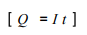 [ Q = I t ]